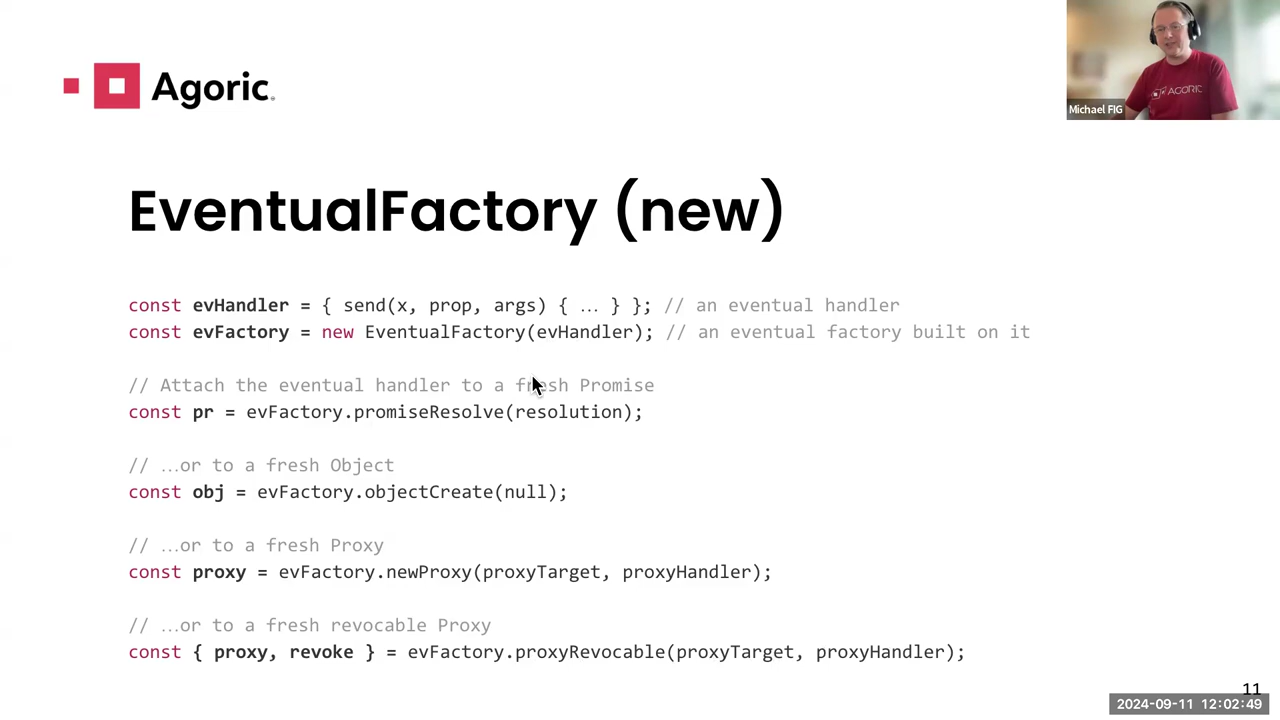 Agoric
AGORIC
Michael FIG
EventualFactory (new)
const evHandler = { send(x, prop, args) { … } }; // an eventual handler
const evFactory = new EventualFactory(evHandler); // an eventual factory built on it
// Attach the eventual handler to a fresh Promise
const pr = evFactory.promiseResolve(resolution);
// …or to a fresh Object
const obj = evFactory.objectCreate(null);
// …or to a fresh Proxy
const proxy = evFactory.newProxy(proxyTarget, proxyHandler);
// …or to a fresh revocable Proxy
const { proxy, revoke } = evFactory.proxyRevocable(proxyTarget, proxyHandler);
11
2024-09-11 12:02:49